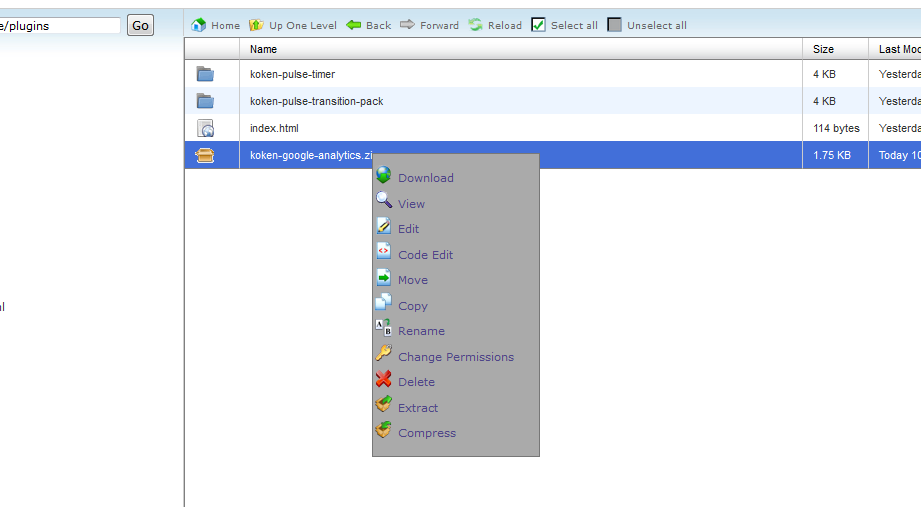 e/plugins Go Home Up One Level Back Forward Reload Select all Unselect all
Name Size Last Moc
koken-pulse-timer 4 KB Yesterda
koken-pulse-transition-pack 4 KB Yesterda
index.html 114 bytes Yesterda
koken-google-analytics.zi 1.75 KB Today 10
Download
View
Edit
Code Edit
Move
Copy
Rename
Change Permissions
Delete
Extract
Compress